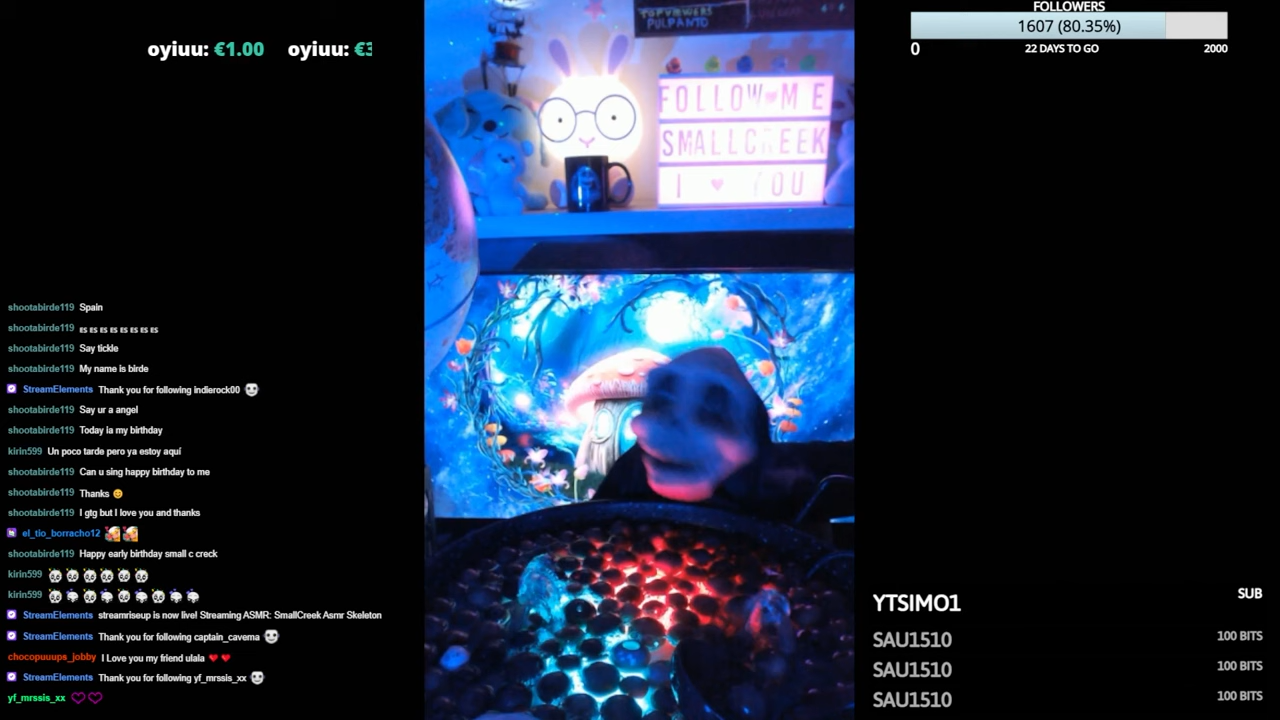 oyiuu: €1.00 oyiuu: €3
TOPVIEWERS
PULPANTO
FOLLOW♥ME
SMALLCREEK
I ♥ YOU
FOLLOWERS
1607 (80.35%)
0 22 DAYS TO GO 2000
shootabirde119 Spain
shootabirde119 ES ES ES ES ES ES ES ES
shootabirde119 Say tickle
shootabirde119 My name is birde
StreamElements Thank you for following indierock00
shootabirde119 Say ur a angel
shootabirde119 Today ia my birthday
kirin599 Un poco tarde pero ya estoy aquí
shootabirde119 Can u sing happy birthday to me
shootabirde119 Thanks 😊
shootabirde119 I gtg but I love you and thanks
el_tio_borracho12
shootabirde119 Happy early birthday small c creck
kirin599
kirin599
StreamElements streamriseup is now live! Streaming ASMR: SmallCreek Asmr Skeleton
StreamElements Thank you for following captain_cavema
chocopuuups_jobby I Love you my friend ulala ♥ ♥
StreamElements Thank you for following yf_mrssis_xx
yf_mrssis_xx
YTSIMO1 SUB
SAU1510 100 BITS
SAU1510 100 BITS
SAU1510 100 BITS